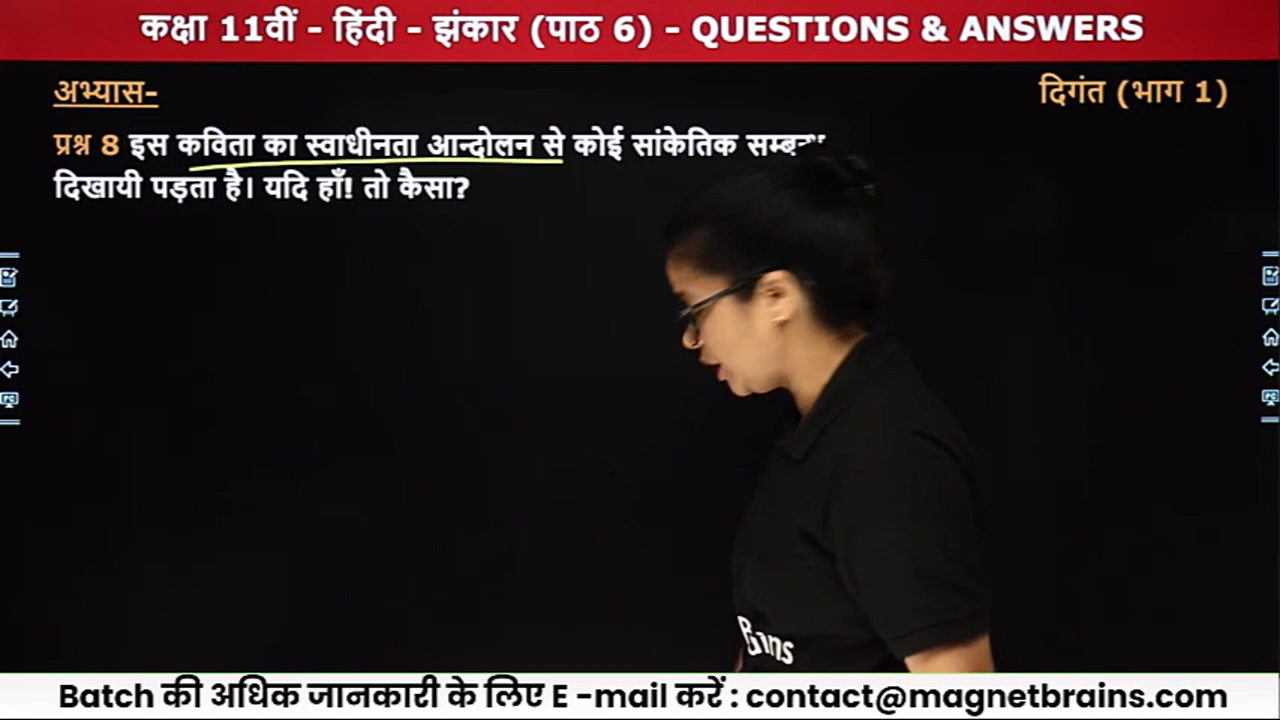 कक्षा 11वीं - हिंदी - झंकार (पाठ 6) - QUESTIONS & ANSWERS
अभ्यास-
दिगंत (भाग 1)
प्रश्न 8 इस कविता का स्वाधीनता आन्दोलन से कोई सांकेतिक
दिखायी पड़ता है। यदि हाँ! तो कैसा?
Batch की अधिक जानकारी के लिए E -mail करें : contact@magnetbrains.com